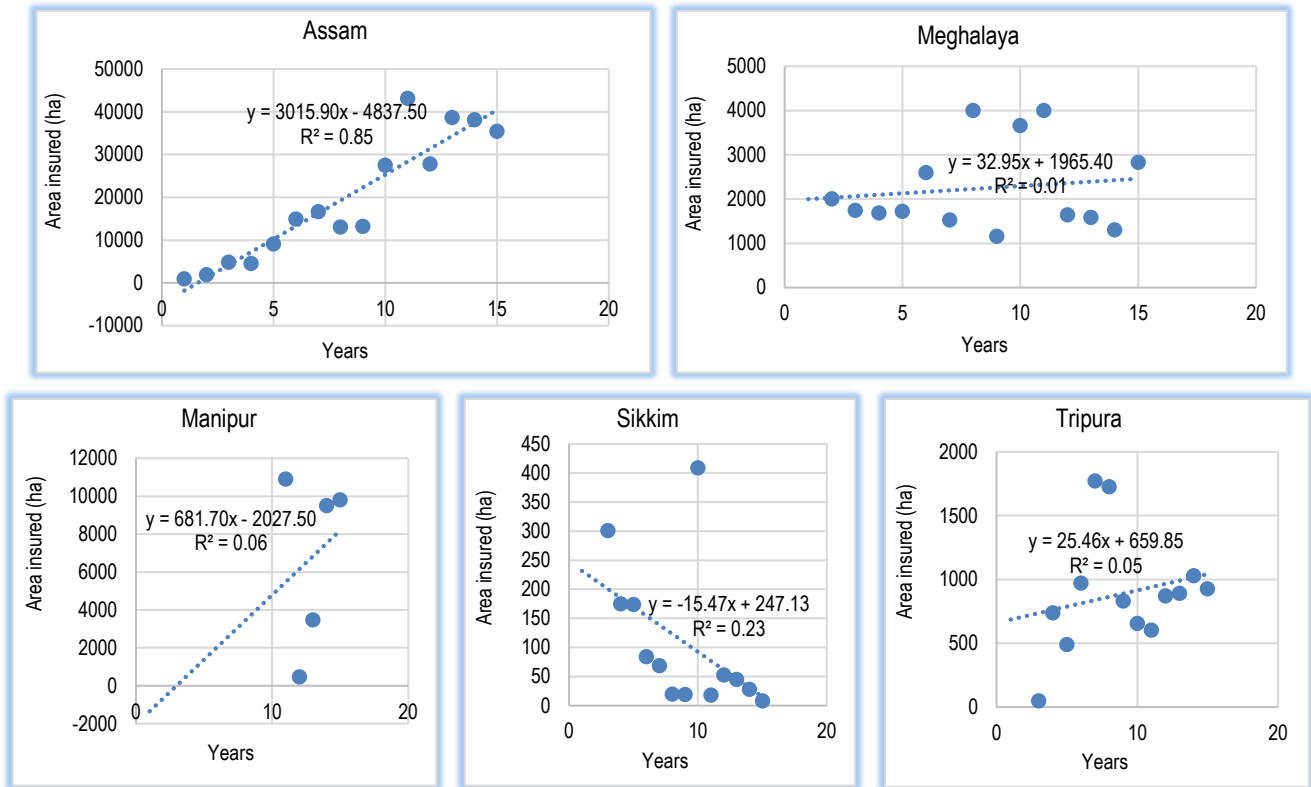 Assam
Area insured (ha)
50000
40000
30000
20000
10000
0
-10000
y = 3015.90x - 4837.50
R² = 0.85
0 5 10 15 20
Years
Meghalaya
Area insured (ha)
5000
4000
3000
2000
1000
0
y = 32.95x + 1965.40
R² = 0.01
0 5 10 15 20
Years
Manipur
Area insured (ha)
12000
10000
8000
6000
4000
2000
0
-2000
y = 681.70x - 2027.50
R² = 0.06
0 10 20
Years
Sikkim
Area insured (ha)
450
400
350
300
250
200
150
100
50
0
y = -15.47x + 247.13
R² = 0.23
0 10 20
Years
Tripura
Area insured (ha)
2000
1500
1000
500
0
y = 25.46x + 659.85
R² = 0.05
0 10 20
Years